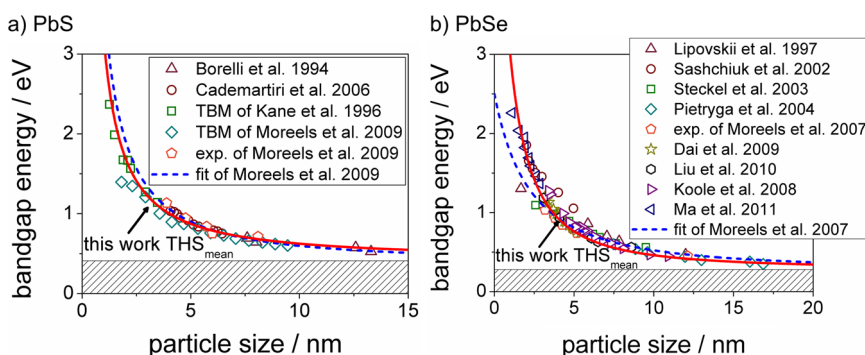 a) PbS
bandgap energy / eV
3
2
1
0
0
5
10
15
particle size / nm
Borelli et al. 1994
Cademartiri et al. 2006
TBM of Kane et al. 1996
TBM of Moreels et al. 2009
exp. of Moreels et al. 2009
fit of Moreels et al. 2009
this work THSmean
b) PbSe
bandgap energy / eV
3
2
1
0
0
5
10
15
20
particle size / nm
Lipovskii et al. 1997
Sashchiuk et al. 2002
Steckel et al. 2003
Pietryga et al. 2004
exp. of Moreels et al. 2007
Dai et al. 2009
Liu et al. 2010
Koole et al. 2008
Ma et al. 2011
fit of Moreels et al. 2007
this work THSmean